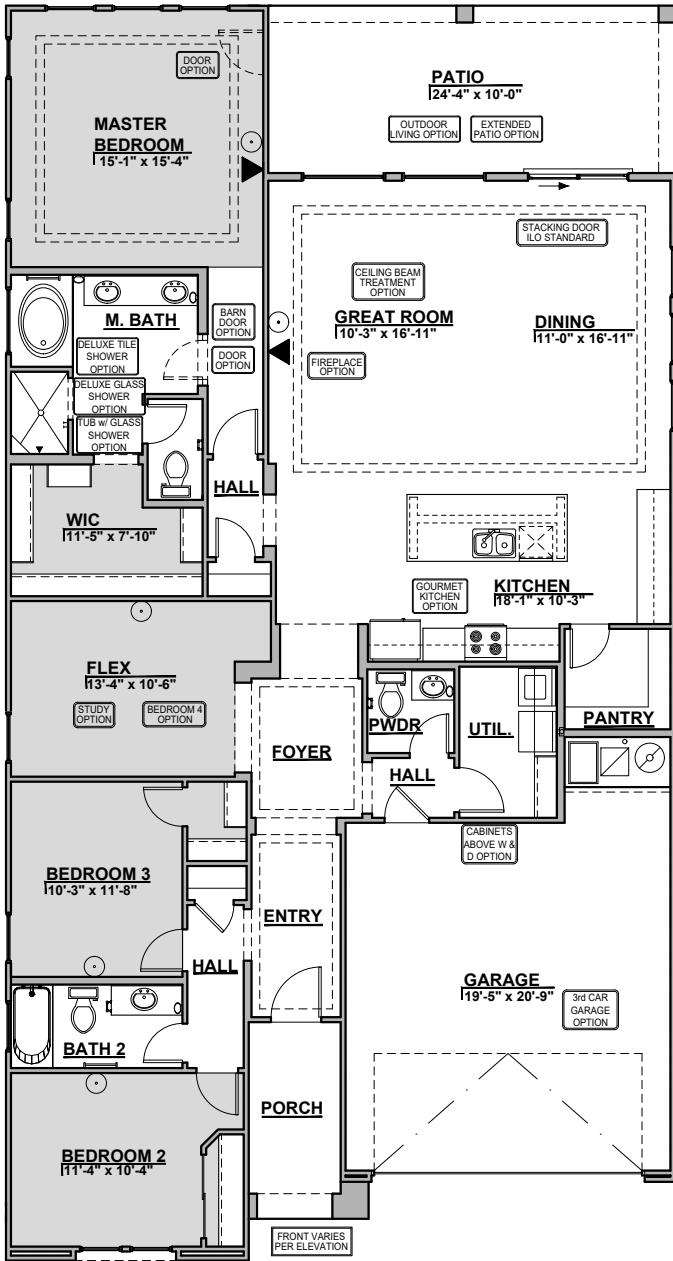 DOOR
OPTION
MASTER
BEDROOM
15'-1" x 15'-4"
PATIO
24'-4" x 10'-0"
OUTDOOR
LIVING OPTION
EXTENDED
PATIO OPTION
STACKING DOOR
ILO STANDARD
CEILING BEAM
TREATMENT
OPTION
GREAT ROOM
10'-3" x 16'-11"
DINING
11'-0" x 16'-11"
FIREPLACE
OPTION
M. BATH
BARN
DOOR
OPTION
DOOR
OPTION
DELUXE TILE
SHOWER
OPTION
DELUXE GLASS
SHOWER
OPTION
TUB w/ GLASS
SHOWER
OPTION
HALL
WIC
11'-5" x 7'-10"
GOURMET
KITCHEN
OPTION
KITCHEN
18'-1" x 10'-3"
FLEX
13'-4" x 10'-6"
STUDY
OPTION
BEDROOM 4
OPTION
FOYER
PWDR
UTIL.
PANTRY
HALL
CABINETS
ABOVE W &
D OPTION
BEDROOM 3
10'-3" x 11'-8"
ENTRY
HALL
GARAGE
19'-5" x 20'-9"
3rd CAR
GARAGE
OPTION
BATH 2
PORCH
BEDROOM 2
11'-4" x 10'-4"
FRONT VARIES
PER ELEVATION